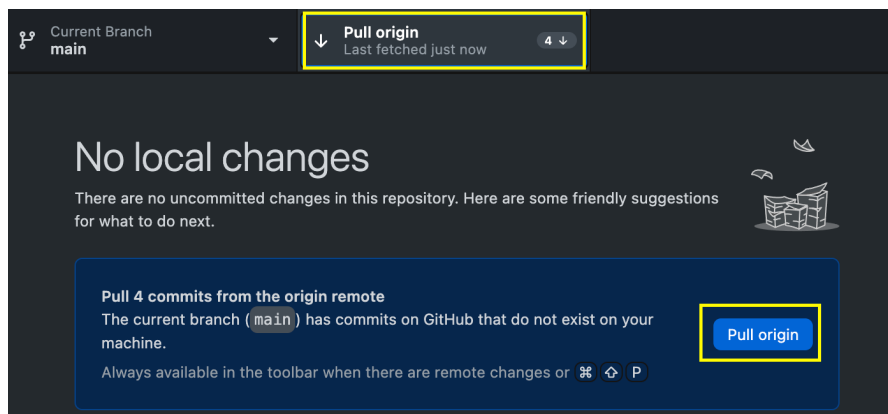 Current Branch
main
Pull origin
Last fetched just now
4 ↓
No local changes
There are no uncommitted changes in this repository. Here are some friendly suggestions
for what to do next.
Pull 4 commits from the origin remote
The current branch (main) has commits on GitHub that do not exist on your
machine.
Always available in the toolbar when there are remote changes or ⌘ ⇧ P
Pull origin